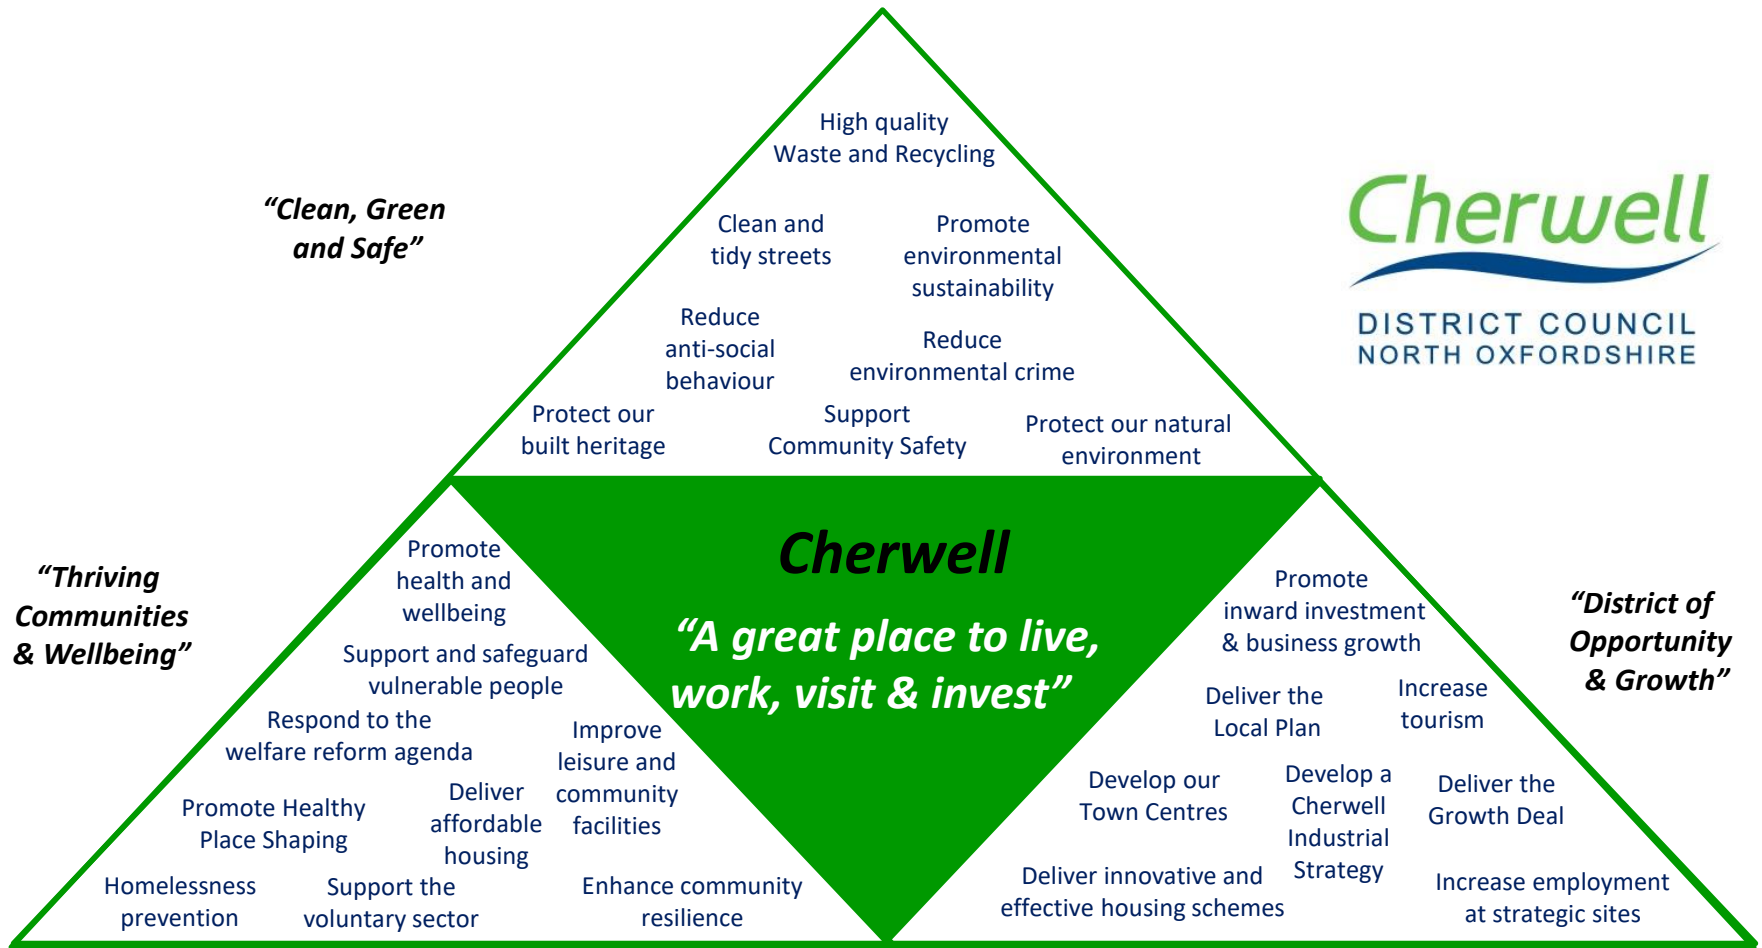 High quality
Waste and Recycling
“Clean, Green
and Safe”
Clean and
tidy streets
Promote
environmental
sustainability
Reduce
anti-social
behaviour
Reduce
environmental crime
Protect our
built heritage
Support
Community Safety
Protect our natural
environment
Cherwell
DISTRICT COUNCIL
NORTH OXFORDSHIRE
Cherwell
“A great place to live,
work, visit & invest”
“Thriving
Communities
& Wellbeing”
Promote
health and
wellbeing
Support and safeguard
vulnerable people
Respond to the
welfare reform agenda
Improve
leisure and
community
facilities
Promote Healthy
Place Shaping
Deliver
affordable
housing
Homelessness
prevention
Support the
voluntary sector
Enhance community
resilience
“District of
Opportunity
& Growth”
Promote
inward investment
& business growth
Deliver the
Local Plan
Increase
tourism
Develop our
Town Centres
Develop a
Cherwell
Industrial
Strategy
Deliver the
Growth Deal
Deliver innovative and
effective housing schemes
Increase employment
at strategic sites